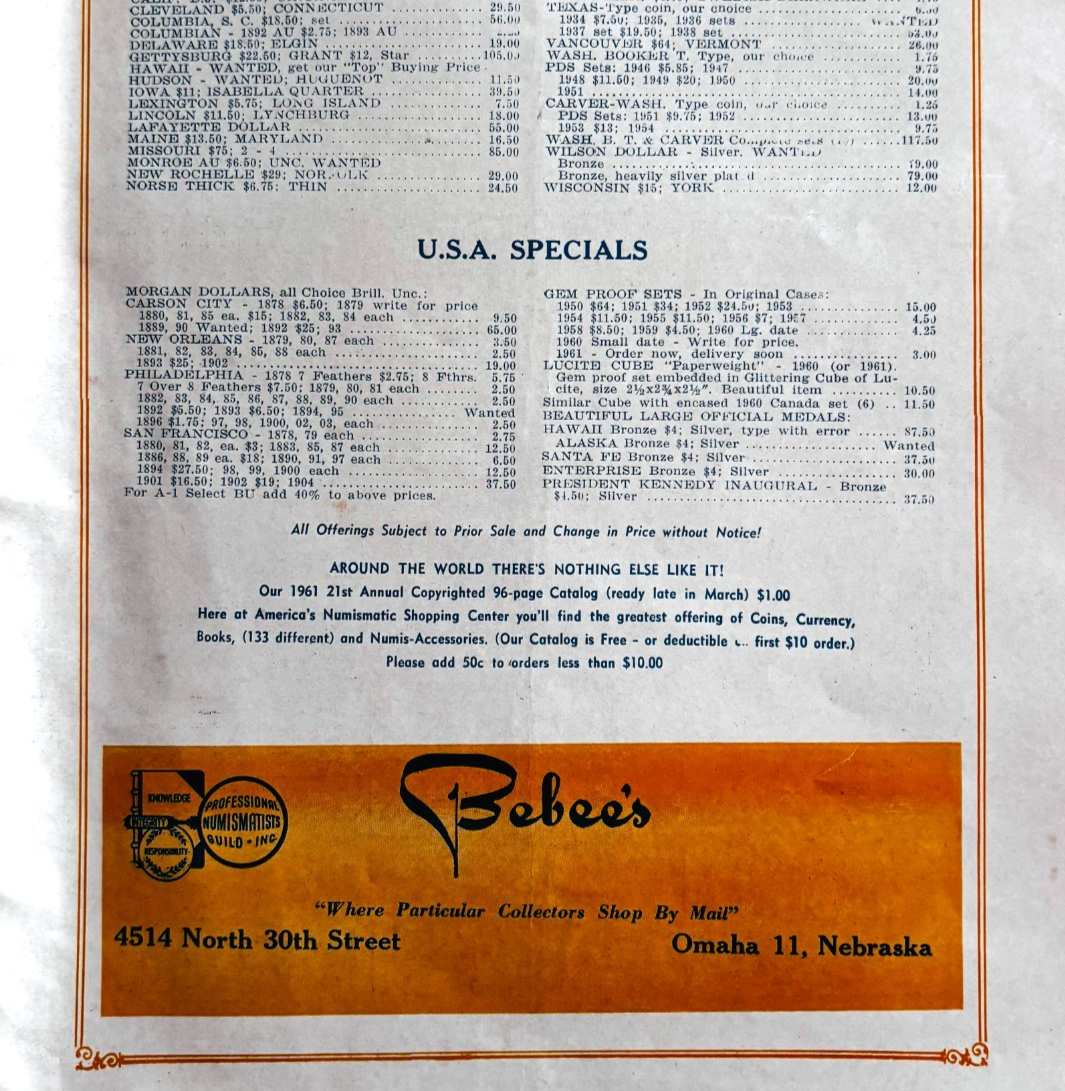 CLEVELAND $5.50; CONNECTICUT 29.50
COLUMBIA, S. C. $18.50; set 56.00
COLUMBIAN - 1892 AU $2.75; 1893 AU
DELAWARE $18.50; ELGIN 19.00
GETTYSBURG $22.50; GRANT $12, Star 105.00
HAWAII - WANTED, get our "Top" Buying Price
HUDSON - WANTED; HUGUENOT 11.50
IOWA $11; ISABELLA QUARTER 39.50
LEXINGTON $5.75; LONG ISLAND 7.50
LINCOLN $11.50; LYNCHBURG 18.00
LAFAYETTE DOLLAR 55.00
MAINE $13.50; MARYLAND 16.50
MISSOURI $75; 2 - 4 85.00
MONROE AU $6.50; UNC. WANTED
NEW ROCHELLE $29; 29.00
NORSE THICK $6.75; THIN 24.50
TEXAS-Type coin, our choice
1934 $7.50; 1935, 1936 sets WANTED
1937 set $19.50; 1938 set
VANCOUVER $64; VERMONT 26.00
WASH. BOOKER T. Type, our choice 1.75
PDS Sets: 1946 $5.85; 1947 9.75
1948 $11.50; 1949 $20; 1950 20.00
1951 14.00
CARVER-WASH. Type coin, our choice 1.25
PDS Sets: 1951 $9.75; 1952 13.00
1953 $13; 1954 9.75
WASH, B. T. & CARVER 117.50
WILSON DOLLAR - Silver. WANTED
Bronze
Bronze, heavily silver 79.00
WISCONSIN $15; YORK 12.00
U.S.A. SPECIALS
MORGAN DOLLARS, all Choice Brill. Unc.:
CARSON CITY - 1878 $6.50; 1879 write for price
1880, 81, 85 ea. $15; 1882, 83, 84 each 9.50
1889, 90 Wanted; 1892 $25; 93 65.00
NEW ORLEANS - 1879, 80, 87 each 3.50
1881, 82, 83, 84, 85, 88 each 2.50
1893 $25; 1902 19.00
PHILADELPHIA - 1878 7 Feathers $2.75; 8 Fthrs. 5.75
7 Over 8 Feathers $7.50; 1879, 80, 81 each 2.50
1882, 83, 84, 85, 86, 87, 88, 89, 90 each 2.50
1892 $5.50; 1893 $6.50; 1894, 95 Wanted
1896 $1.75; 97, 98, 1900, 02, 03, each 2.50
SAN FRANCISCO - 1878, 79 each 2.75
1880, 81, 82, ea. $3; 1883, 85, 87 each 12.50
1886, 88, 89 ea. $18; 1890, 91, 97 each 6.50
1894 $27.50; 98, 99, 1900 each 12.50
1901 $16.50; 1902 $19; 1904 37.50
For A-1 Select BU add 40% to above prices.
GEM PROOF SETS - In Original Cases:
1950 $64; 1951 $34; 1952 $24.50; 1953 15.00
1954 $11.50; 1955 $11.50; 1956 $7; 1957 4.50
1958 $8.50; 1959 $4.50; 1960 Lg. date 4.25
1960 Small date - Write for price.
1961 - Order now, delivery soon 3.00
LUCITE CUBE "Paperweight" - 1960 (or 1961).
Gem proof set embedded in Glittering Cube of Lu-
cite, size 2½x2¾x2½". Beautiful item 10.50
Similar Cube with encased 1960 Canada set (6) 11.50
BEAUTIFUL LARGE OFFICIAL MEDALS:
HAWAII Bronze $4; Silver, type with error 87.50
ALASKA Bronze $4; Silver Wanted
SANTA FE Bronze $4; Silver 37.50
ENTERPRISE Bronze $4; Silver 30.00
PRESIDENT KENNEDY INAUGURAL - Bronze
$4.50; Silver 37.50
All Offerings Subject to Prior Sale and Change in Price without Notice!
AROUND THE WORLD THERE'S NOTHING ELSE LIKE IT!
Our 1961 21st Annual Copyrighted 96-page Catalog (ready late in March) $1.00
Here at America's Numismatic Shopping Center you'll find the greatest offering of Coins, Currency,
Books, (133 different) and Numis-Accessories. (Our Catalog is Free - or deductible first $10 order.)
Please add 50c to orders less than $10.00
KNOWLEDGE
INTEGRITY
RESPONSIBILITY
PROFESSIONAL
NUMISMATISTS
GUILD • INC.
Bebee's
"Where Particular Collectors Shop By Mail"
4514 North 30th Street
Omaha 11, Nebraska